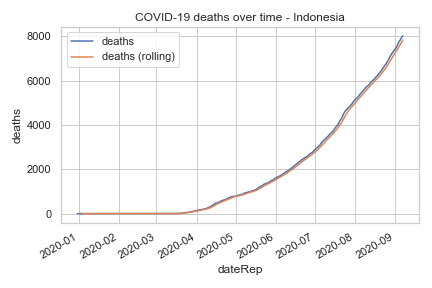 COVID-19 deaths over time - Indonesia
deaths
deaths (rolling)
8000
6000
4000
2000
0
deaths
2020-01
2020-02
2020-03
2020-04
2020-05
2020-06
2020-07
2020-08
2020-09
dateRep